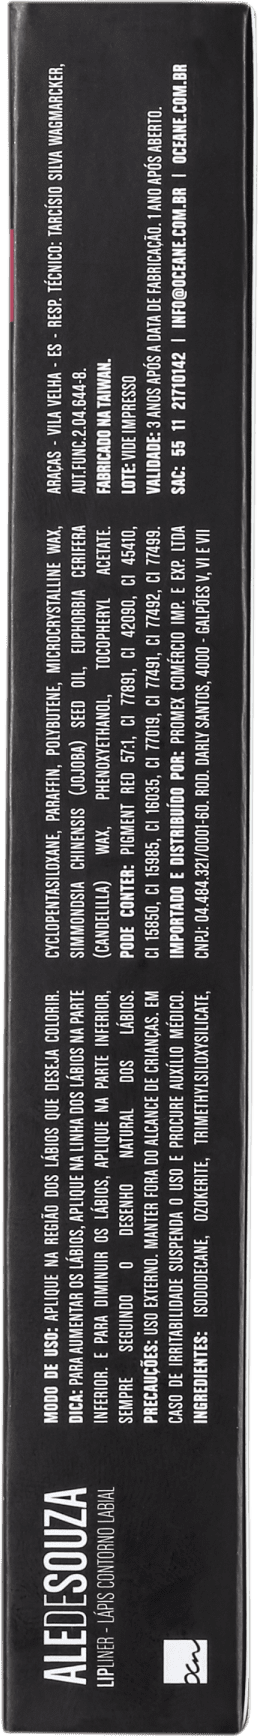 ALEDESOUZA
LIPLINER - LÁPIS CONTORNO LABIAL
MODO DE USO: APLIQUE NA REGIÃO DOS LÁBIOS QUE DESEJA COLORIR.
DICA: PARA AUMENTAR OS LÁBIOS, APLIQUE NA LINHA DOS LÁBIOS NA PARTE
INFERIOR. E PARA DIMINUIR OS LÁBIOS, APLIQUE NA PARTE INFERIOR,
SEMPRE SEGUINDO O DESENHO NATURAL DOS LÁBIOS.
PRECAUÇÕES: USO EXTERNO. MANTER FORA DO ALCANCE DE CRIANÇAS. EM
CASO DE IRRITABILIDADE SUSPENDA O USO E PROCURE AUXÍLIO MÉDICO.
INGREDIENTES: ISODODECANE, OZOKERITE, TRIMETHYLSILOXYSILICATE,
CYCLOPENTASILOXANE, PARAFFIN, POLYBUTENE, MICROCRYSTALLINE WAX,
SIMMONDSIA CHINENSIS (JOJOBA) SEED OIL, EUPHORBIA CERIFERA
(CANDELILLA) WAX, PHENOXYETHANOL, TOCOPHERYL ACETATE.
PODE CONTER: PIGMENT RED 57:1, CI 77891, CI 42090, CI 45410,
CI 15850, CI 15985, CI 16035, CI 77019, CI 77491, CI 77492, CI 77499.
IMPORTADO E DISTRIBUÍDO POR: PROMEX COMÉRCIO IMP. E EXP. LTDA
CNPJ: 04.484.321/0001-60. ROD. DARLY SANTOS, 4000 - GALPÕES V, VI E VII
ARAÇAS - VILA VELHA - ES - RESP. TÉCNICO: TARCÍSIO SILVA WAGMARCKER,
AUT.FUNC.2.04.644-8.
FABRICADO NA TAIWAN.
LOTE: VIDE IMPRESSO
VALIDADE: 3 ANOS APÓS A DATA DE FABRICAÇÃO. 1 ANO APÓS ABERTO.
SAC: 55 11 21710142 | INFO@OCEANE.COM.BR | OCEANE.COM.BR